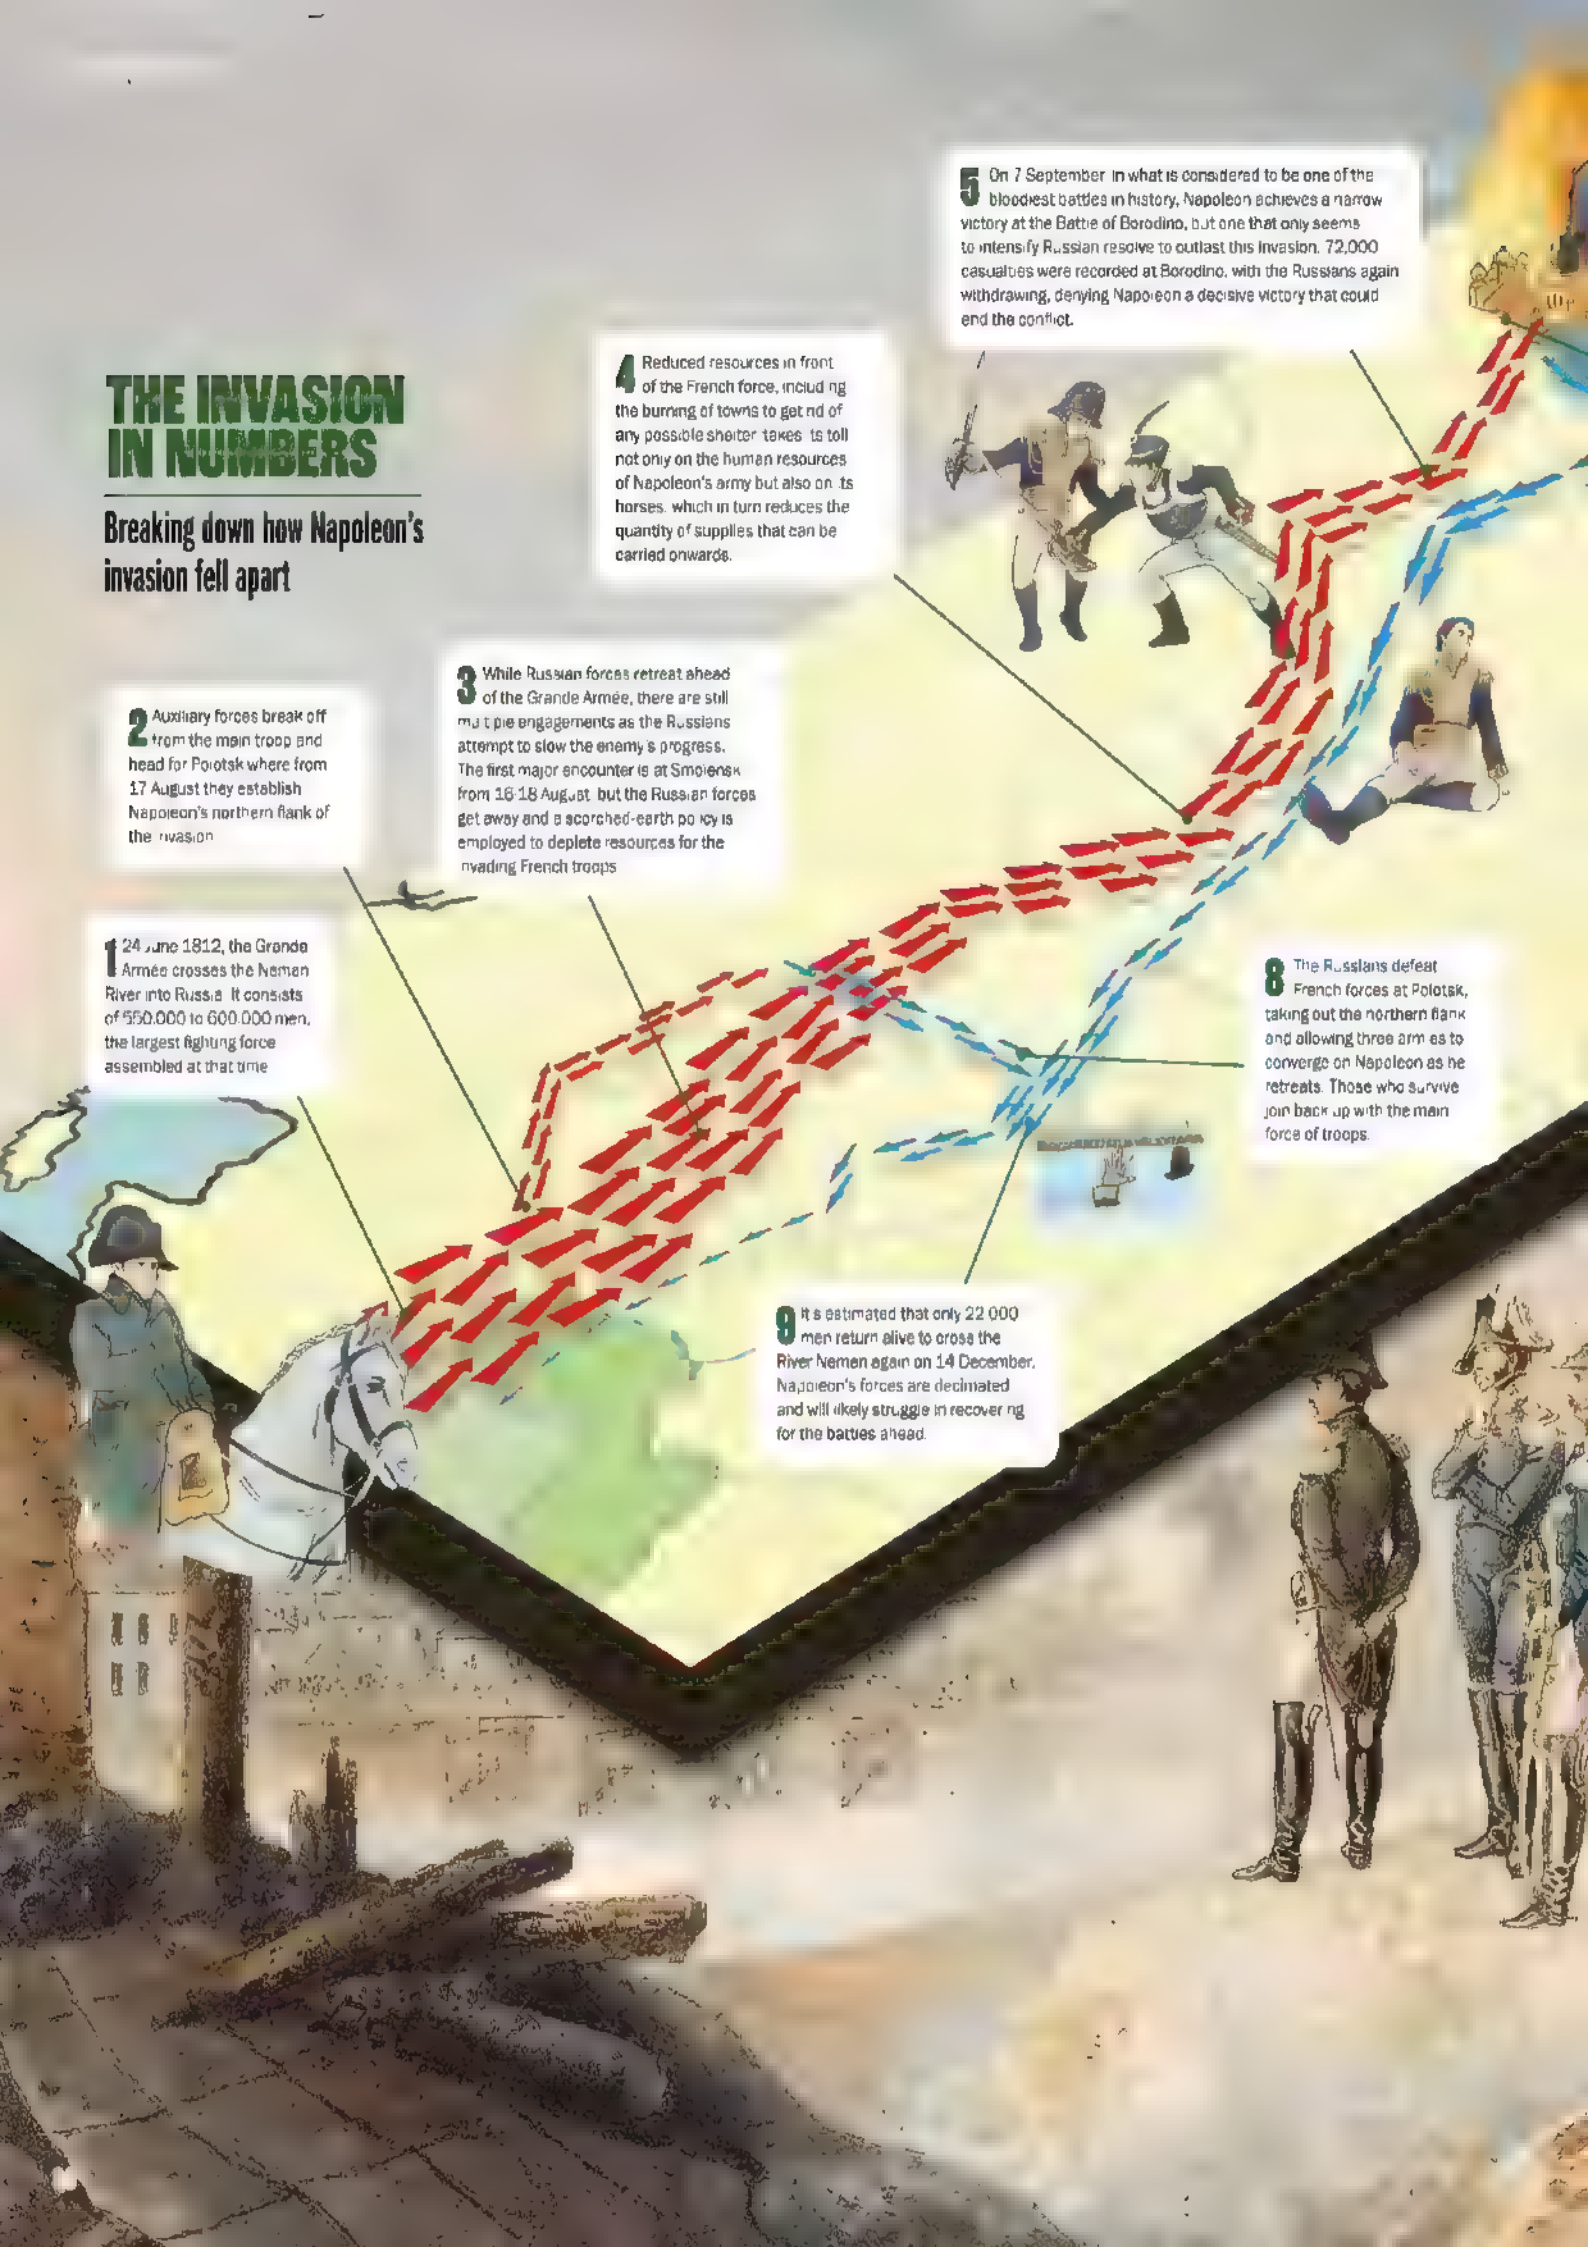 THE INVASION
IN NUMBERS
Breaking down how Napoleon's
invasion fell apart
1 24 June 1812, the Grande
Armée crosses the Neman
River into Russia. It consists
of 550,000 to 600,000 men,
the largest fighting force
assembled at that time
2 Auxiliary forces break off
from the main troop and
head for Polotsk where from
17 August they establish
Napoleon's northern flank of
the invasion
3 While Russian forces retreat ahead
of the Grande Armée, there are still
multiple engagements as the Russians
attempt to slow the enemy's progress.
The first major encounter is at Smolensk
from 16-18 August, but the Russian forces
get away and a scorched-earth policy is
employed to deplete resources for the
invading French troops
4 Reduced resources in front
of the French force, including
the burning of towns to get rid of
any possible shelter takes its toll
not only on the human resources
of Napoleon's army but also on its
horses, which in turn reduces the
quantity of supplies that can be
carried onwards.
5 On 7 September in what is considered to be one of the
bloodiest battles in history, Napoleon achieves a narrow
victory at the Battle of Borodino, but one that only seems
to intensify Russian resolve to outlast this invasion. 72,000
casualties were recorded at Borodino, with the Russians again
withdrawing, denying Napoleon a decisive victory that could
end the conflict.
8 The Russians defeat
French forces at Polotsk,
taking out the northern flank
and allowing three armies to
converge on Napoleon as he
retreats. Those who survive
join back up with the main
force of troops.
9 It's estimated that only 22,000
men return alive to cross the
River Neman again on 14 December.
Napoleon's forces are decimated
and will likely struggle in recovering
for the battles ahead.